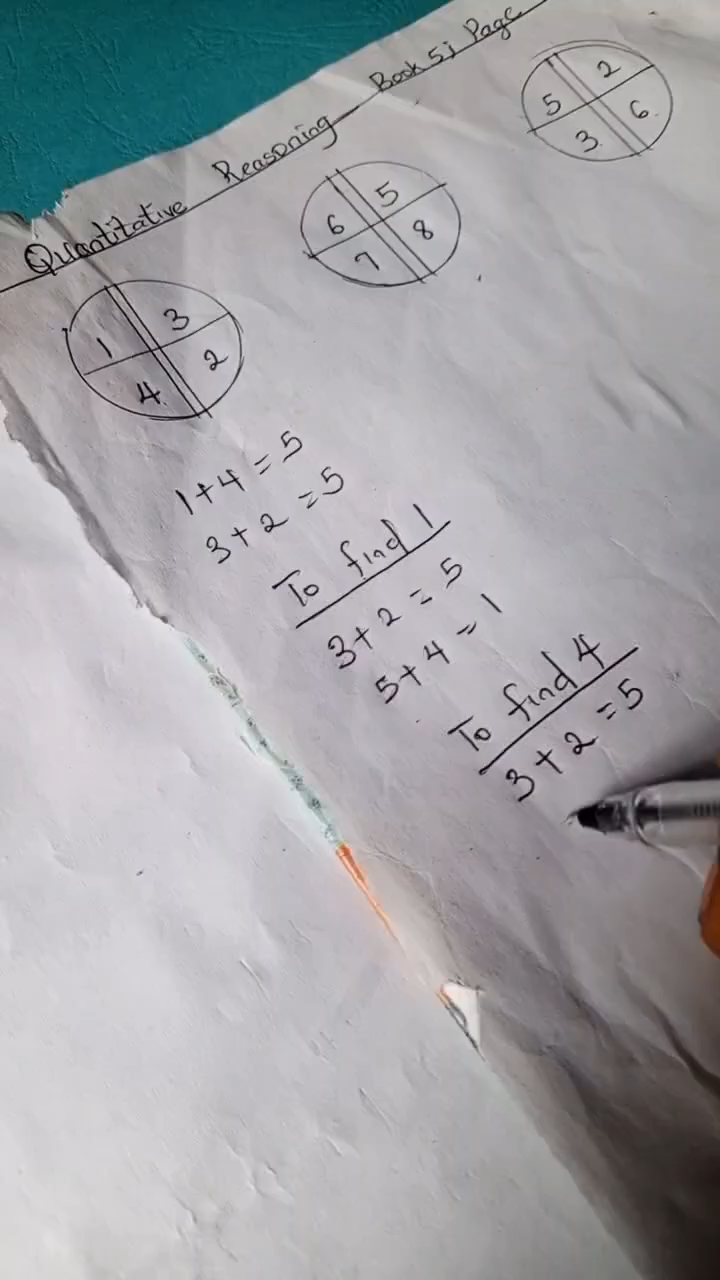 Quantitative Reasoning Book 5; Page
1 3
4 2
6 5
7 8
5 2
3 6
1+4 = 5
3+2 = 5
To find 1
3+2 = 5
5+4 = 1
To find 4
3+2 = 5